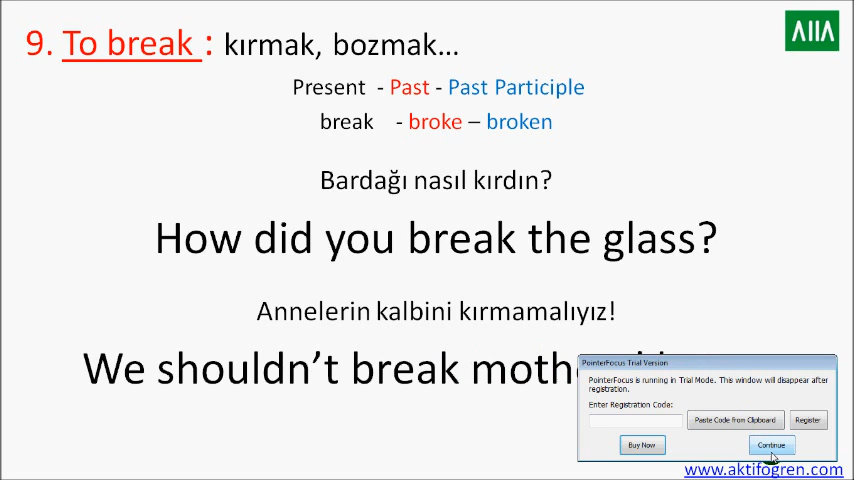 9. To break : kırmak, bozmak...
AIIA
Present - Past - Past Participle
break - broke – broken
Bardağı nasıl kırdın?
How did you break the glass?
Annelerin kalbini kırmamalıyız!
We shouldn't break
PointerFocus Trial Version
PointerFocus is running in Trial Mode. This window will disappear after
registration.
Enter Registration Code:
Paste Code from Clipboard
Register
Buy Now
Continue
www.aktifogren.com